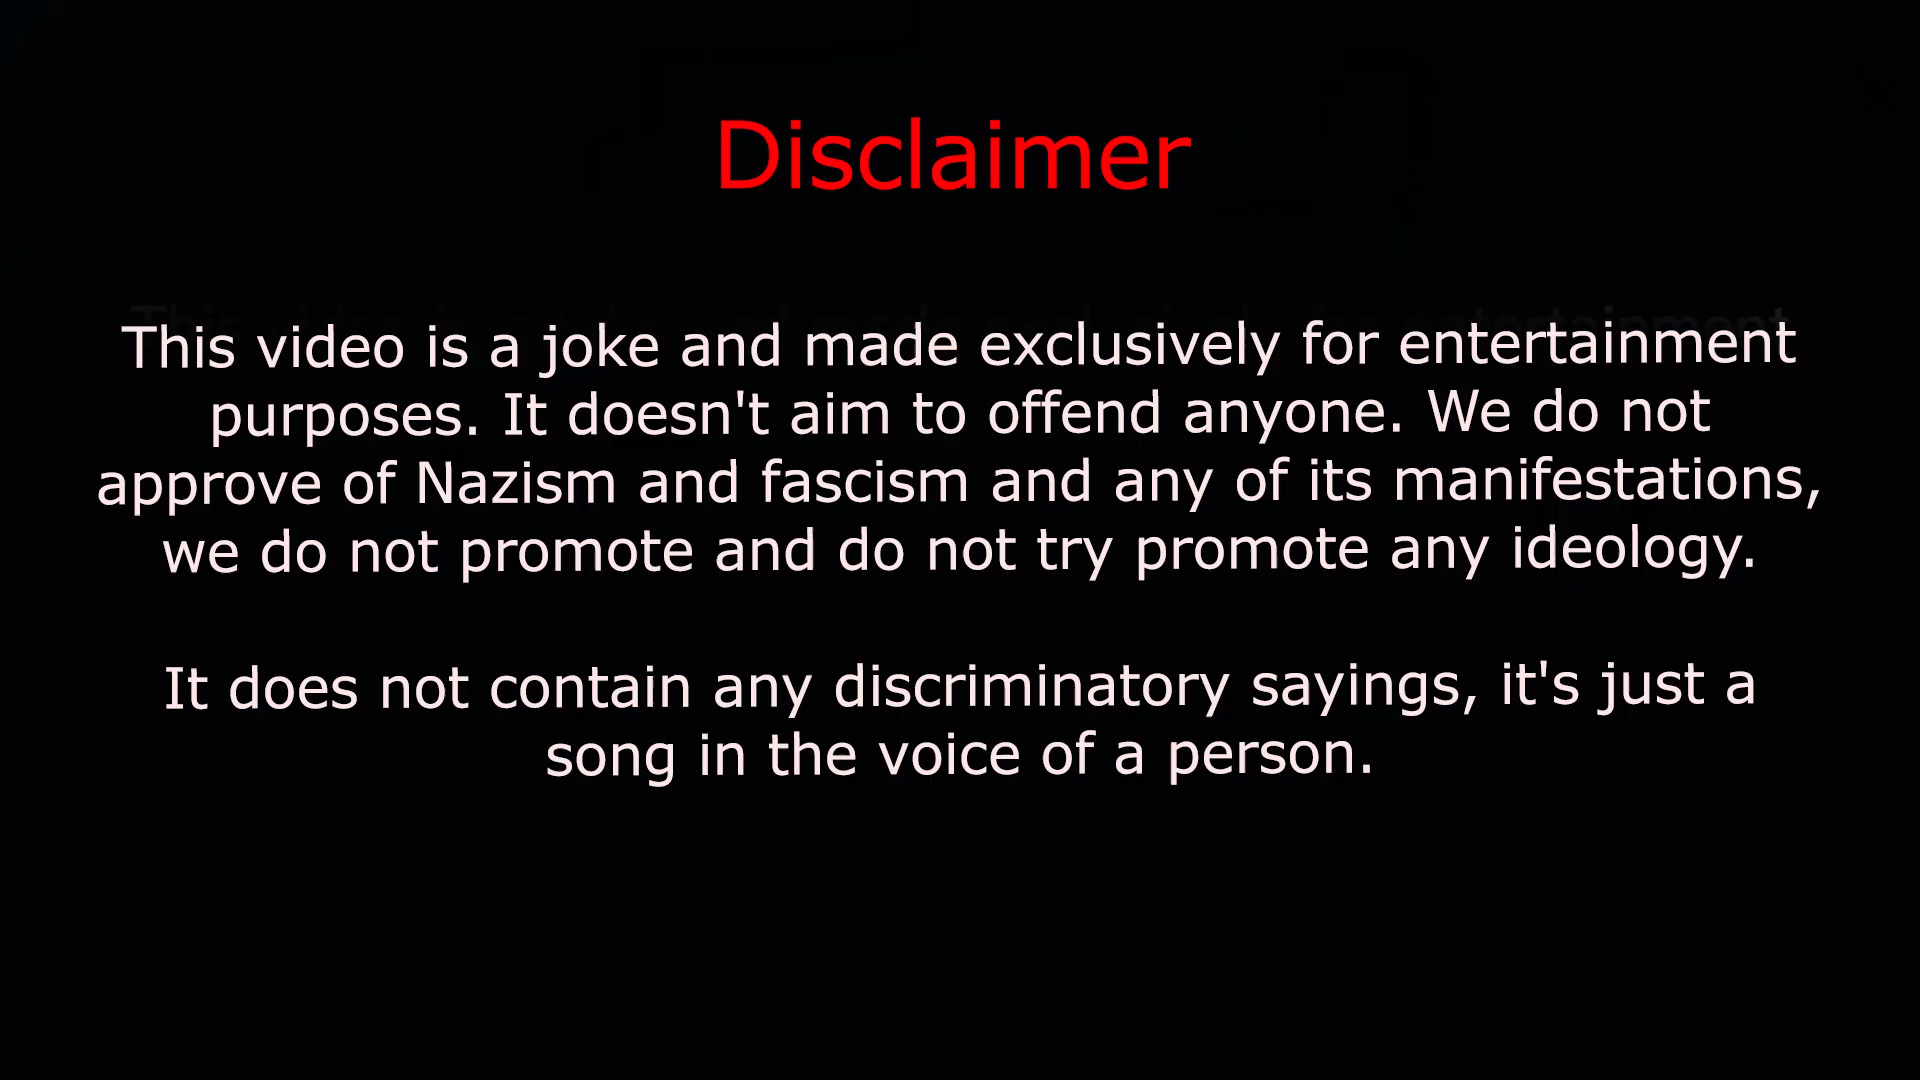 Disclaimer
This video is a joke and made exclusively for entertainment
purposes. It doesn't aim to offend anyone. We do not
approve of Nazism and fascism and any of its manifestations,
we do not promote and do not try promote any ideology.
It does not contain any discriminatory sayings, it's just a
song in the voice of a person.